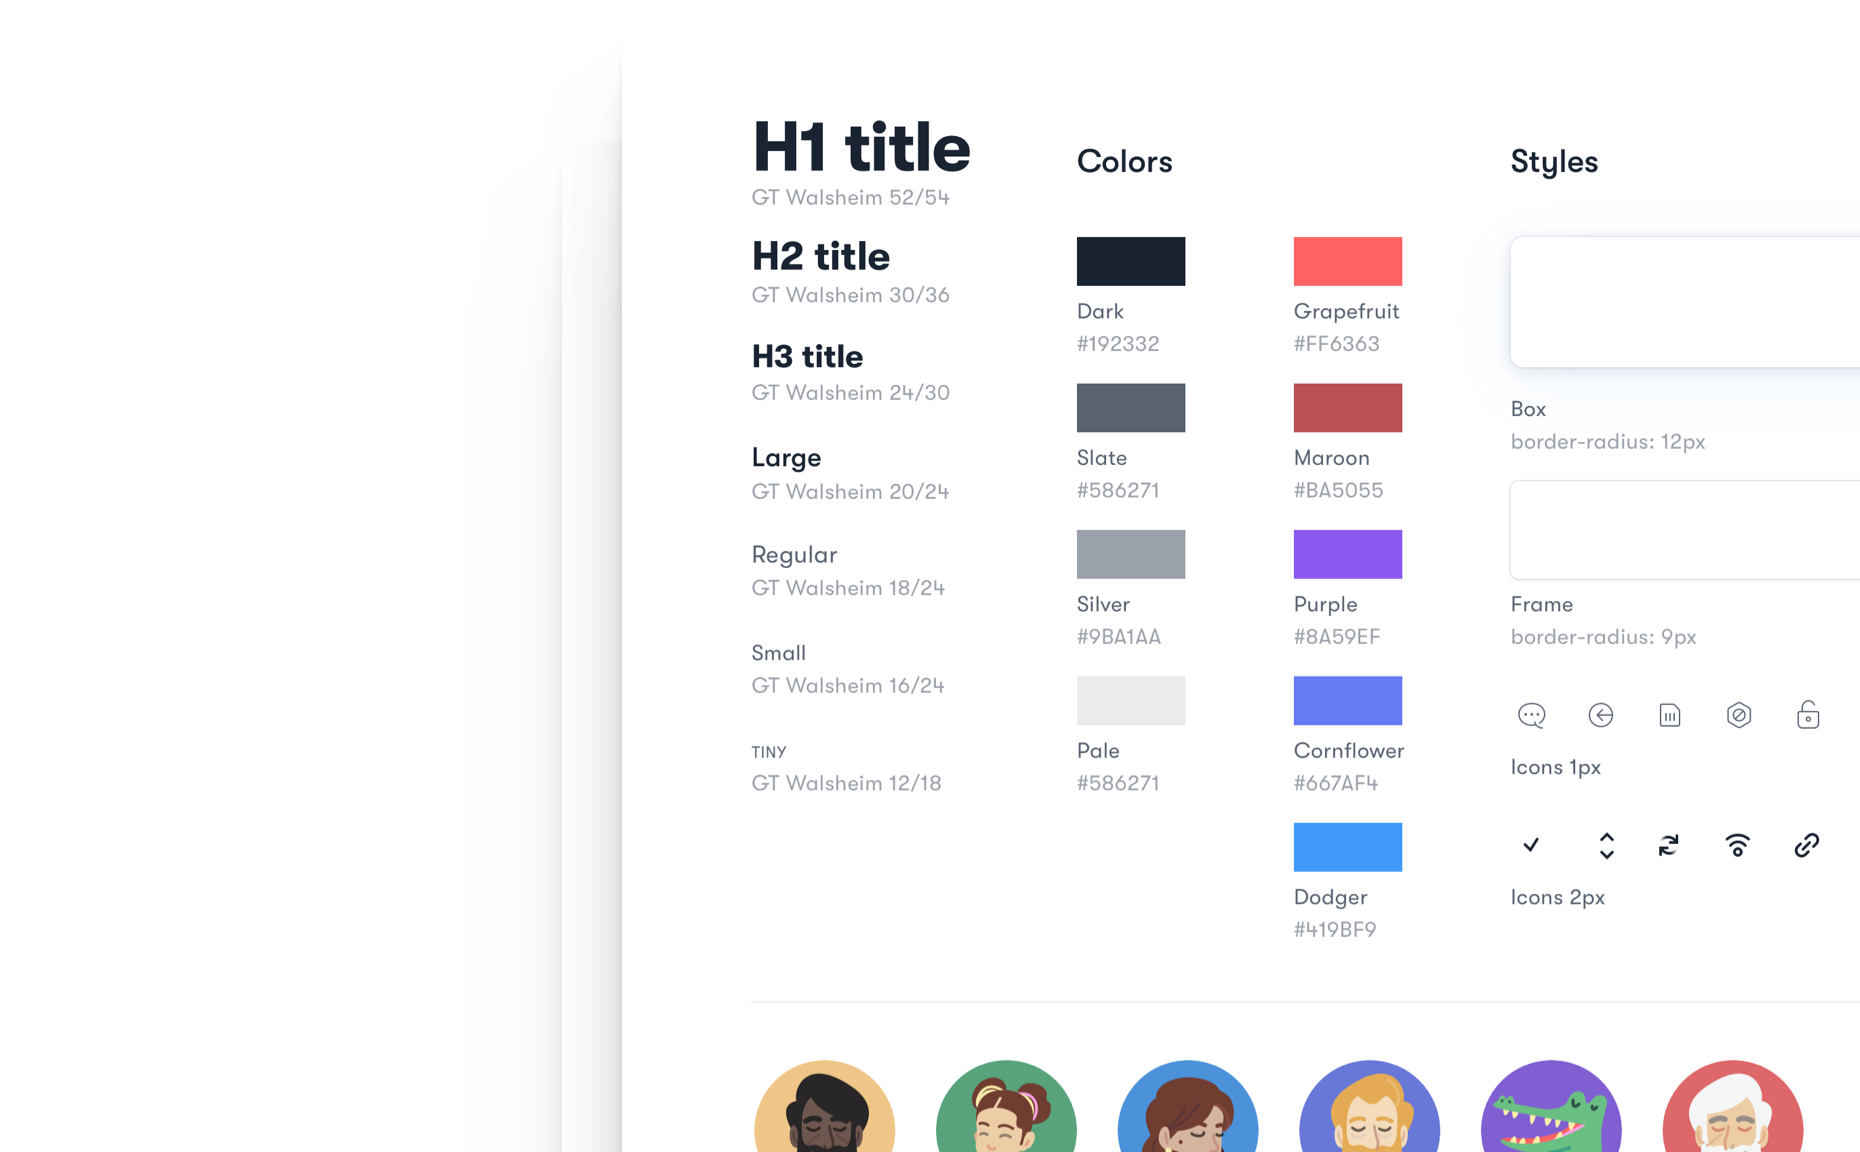 H1 title
GT Walsheim 52/54
H2 title
GT Walsheim 30/36
H3 title
GT Walsheim 24/30
Large
GT Walsheim 20/24
Regular
GT Walsheim 18/24
Small
GT Walsheim 16/24
TINY
GT Walsheim 12/18
Colors
Dark
#192332
Slate
#586271
Silver
#9BA1AA
Pale
#586271
Grapefruit
#FF6363
Maroon
#BA5055
Purple
#8A59EF
Cornflower
#667AF4
Dodger
#419BF9
Styles
Box
border-radius: 12px
Frame
border-radius: 9px
Icons 1px
Icons 2px